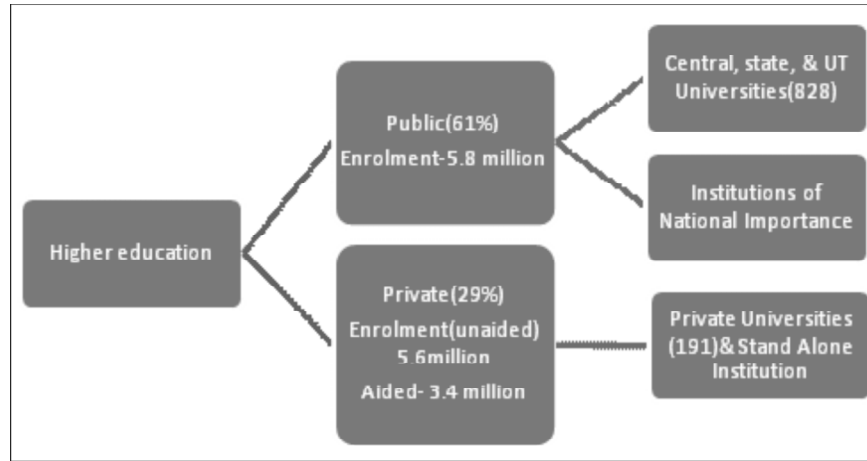 Higher education
Public(61%)
Enrolment-5.8 million
Private(29%)
Enrolment(unaided)
5.6million
Aided- 3.4 million
Central, state, & UT
Universities(828)
Institutions of
National Importance
Private Universities
(191)& Stand Alone
Institution